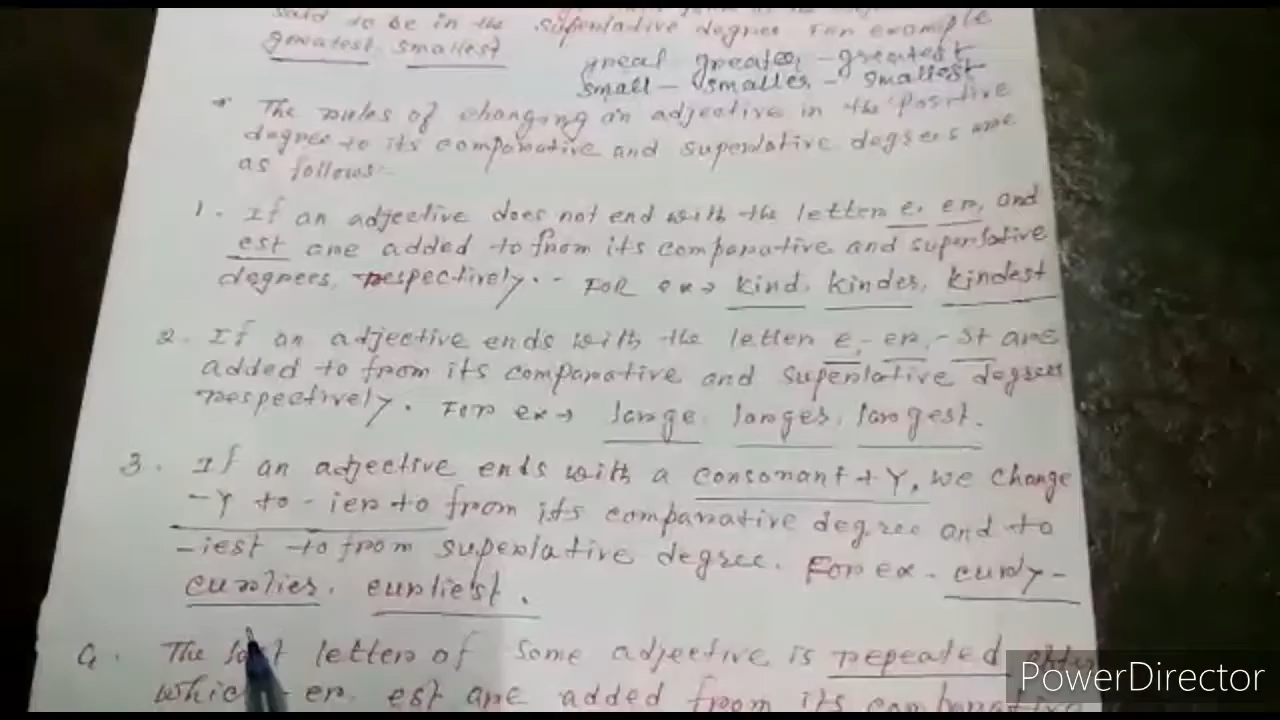 said to be in the superlative degree For example
greatest, smallest
great greater - greatest
small - smaller - smallest
* The rules of changing an adjective in the positive
degree to its comparative and superlative degrees are
as follows:-
1. If an adjective does not end with the letter e, er, and
est are added to from its comparative and superlative
degrees, respectively. - For ex→ kind, kinder, kindest
2. If an adjective ends with the letter e, - er, - st are
added to from its comparative and superlative degrees
respectively. For ex→ large, larger, largest.
3. If an adjective ends with a consonant + Y, we change
-Y to -ier to from its comparative degree and to
-iest to from superlative degree. For ex - curly-
curlier, curliest.
4. The last letter of some adjective is repeated after
which - er, est are added from its comparative
PowerDirector